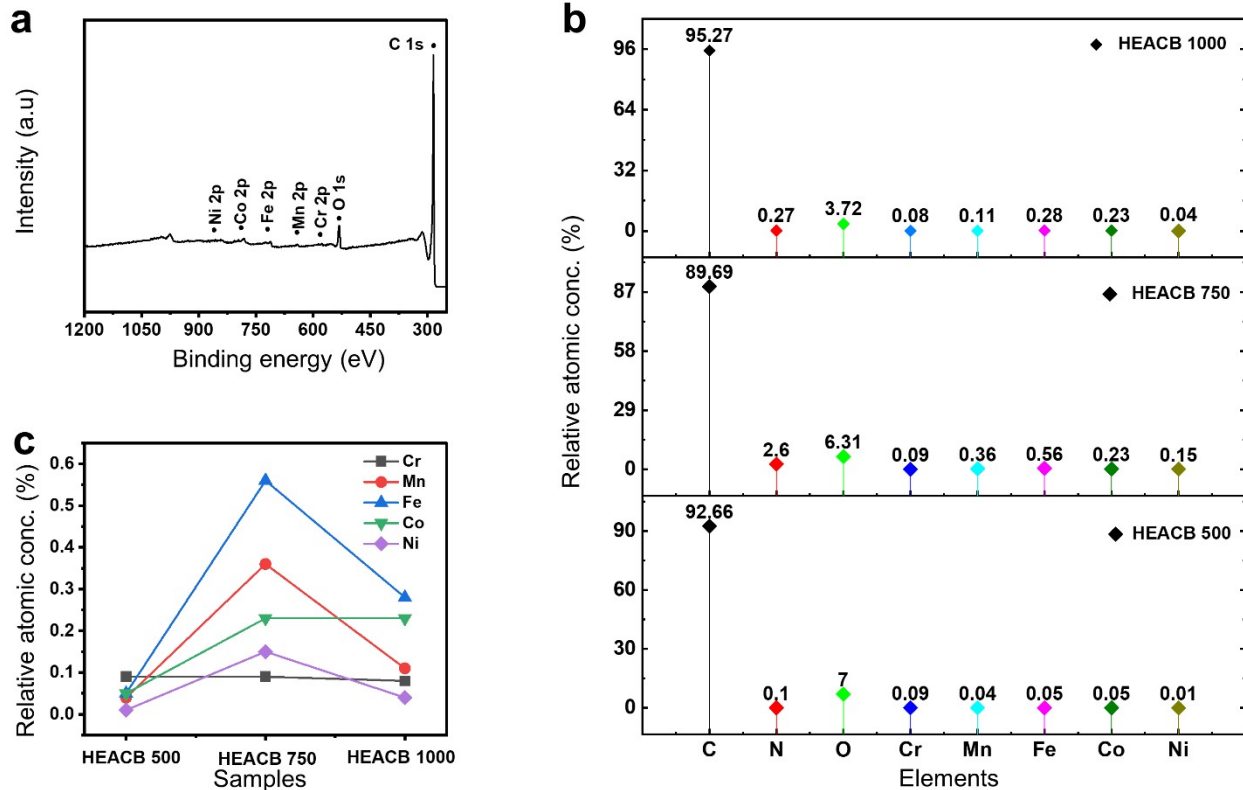 a
C 1s
Ni 2p
Co 2p
Fe 2p
Mn 2p
Cr 2p
O 1s
Intensity (a.u)
1200 1050 900 750 600 450 300
Binding energy (eV)
b
HEACB 1000
95.27 0.27 3.72 0.08 0.11 0.28 0.23 0.04
96
64
32
0
HEACB 750
89.69 2.6 6.31 0.09 0.36 0.56 0.23 0.15
87
58
29
0
HEACB 500
92.66 0.1 7 0.09 0.04 0.05 0.05 0.01
90
60
30
0
Relative atomic conc. (%)
C N O Cr Mn Fe Co Ni
Elements
c
Cr
Mn
Fe
Co
Ni
0.6
0.5
0.4
0.3
0.2
0.1
0.0
Relative atomic conc. (%)
HEACB 500 HEACB 750 HEACB 1000
Samples